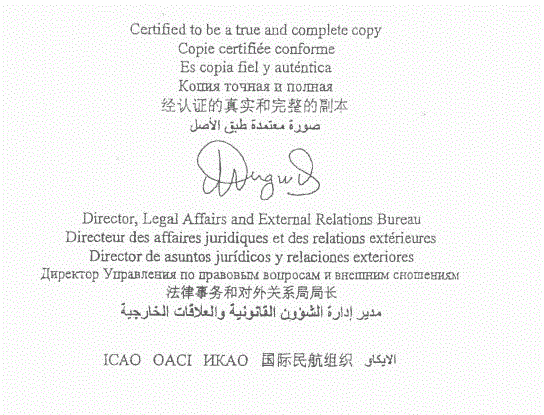 Certified to be a true and complete copy
Copie certifiée conforme
Es copia fiel y auténtica
Копия точная и полная
经认证的真实和完整的副本
صورة معتمدة طبق الأصل
Director, Legal Affairs and External Relations Bureau
Directeur des affaires juridiques et des relations extérieures
Director de asuntos jurídicos y relaciones exteriores
Директор Управления по правовым вопросам и внешним сношениям
法律事务和对外关系局局长
مدير إدارة الشؤون القانونية والعلاقات الخارجية
ICAO OACI ИКАО 国际民航组织 الايكاو